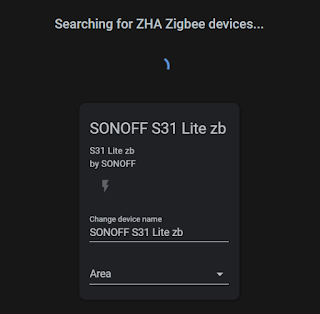 Searching for ZHA Zigbee devices...
SONOFF S31 Lite zb
S31 Lite zb
by SONOFF
Change device name
SONOFF S31 Lite zb
Area